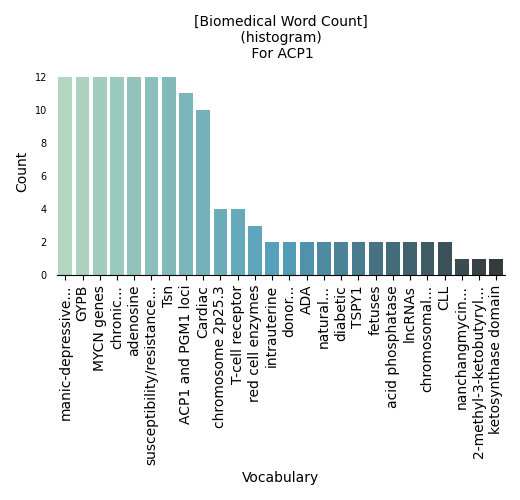 [Biomedical Word Count]
(histogram)
For ACP1
Count
12
10
8
6
4
2
0
manic-depressive...
GYPB
MYCN genes
chronic...
adenosine
susceptibility/resistance...
Tsn
ACP1 and PGM1 loci
Cardiac
chromosome 2p25.3
T-cell receptor
red cell enzymes
intrauterine
donor...
ADA
natural...
diabetic
TSPY1
fetuses
acid phosphatase
lncRNAs
chromosomal...
CLL
nanchangmycin...
2-methyl-3-ketobutyryl...
ketosynthase domain
Vocabulary